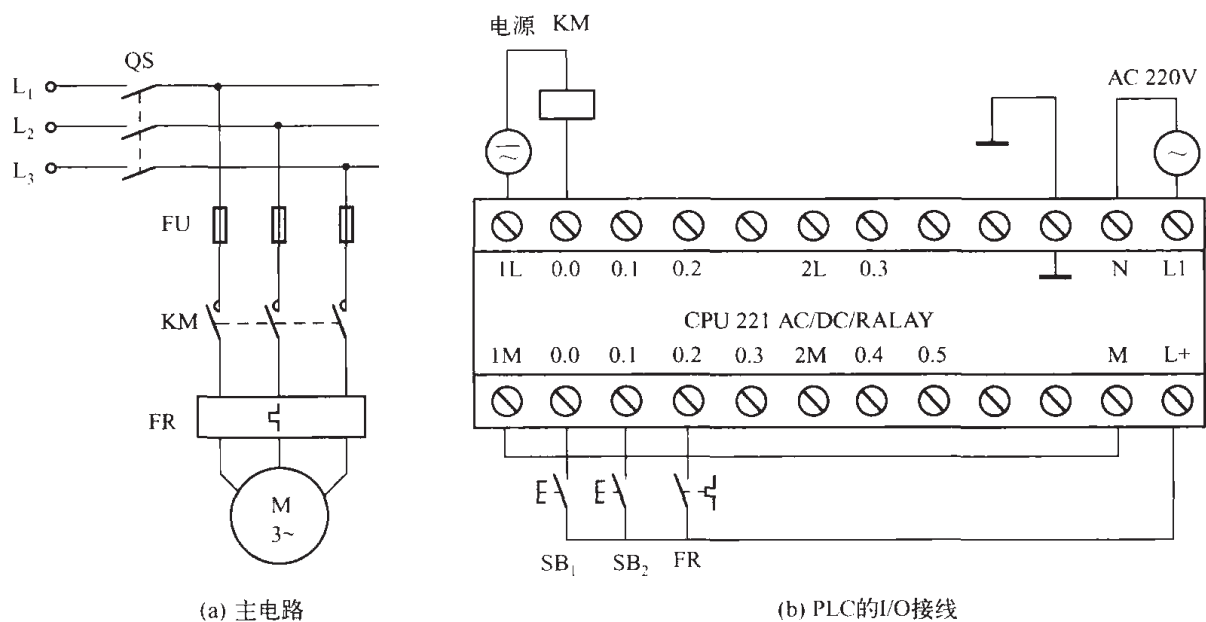 QS
L₁
L₂
L₃
FU
KM
FR
M
3~
(a) 主电路
电源 KM
AC 220V
1L 0.0 0.1 0.2 2L 0.3 N L1
CPU 221 AC/DC/RALAY
1M 0.0 0.1 0.2 0.3 2M 0.4 0.5 M L+
SB₁ SB₂ FR
(b) PLC的I/O接线